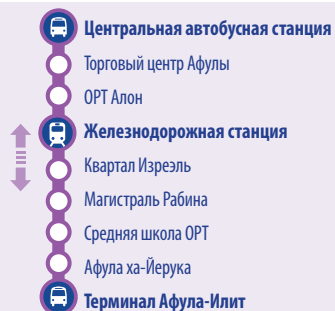 Центральная автобусная станция
Торговый центр Афулы
ОРТ Алон
Железнодорожная станция
Квартал Изреэль
Магистраль Рабина
Средняя школа ОРТ
Афула ха-Йерука
Терминал Афула-Илит